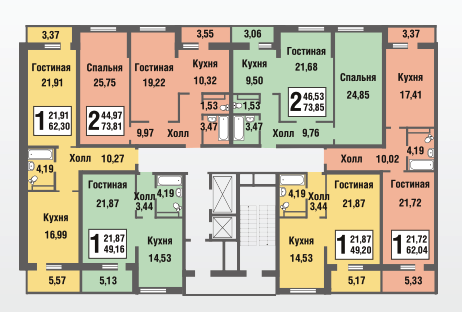 3,37
3,55
3,06
3,37
Гостиная
21,91
Спальня
25,75
Гостиная
19,22
Кухня
10,32
Кухня
9,50
Гостиная
21,68
Спальня
24,85
Кухня
17,41
1 21,91
62,30
2 44,97
73,81
1,53
1,53
2 46,53
73,85
3,47
3,47
9,97
Холл
Холл
9,76
4,19
Холл
10,27
Холл
10,02
4,19
Гостиная
21,87
4,19
Холл
3,44
4,19
Холл
3,44
Гостиная
21,87
Гостиная
21,72
Кухня
16,99
1 21,87
49,16
Кухня
14,53
Кухня
14,53
1 21,87
49,20
1 21,72
62,04
5,57
5,13
5,17
5,33